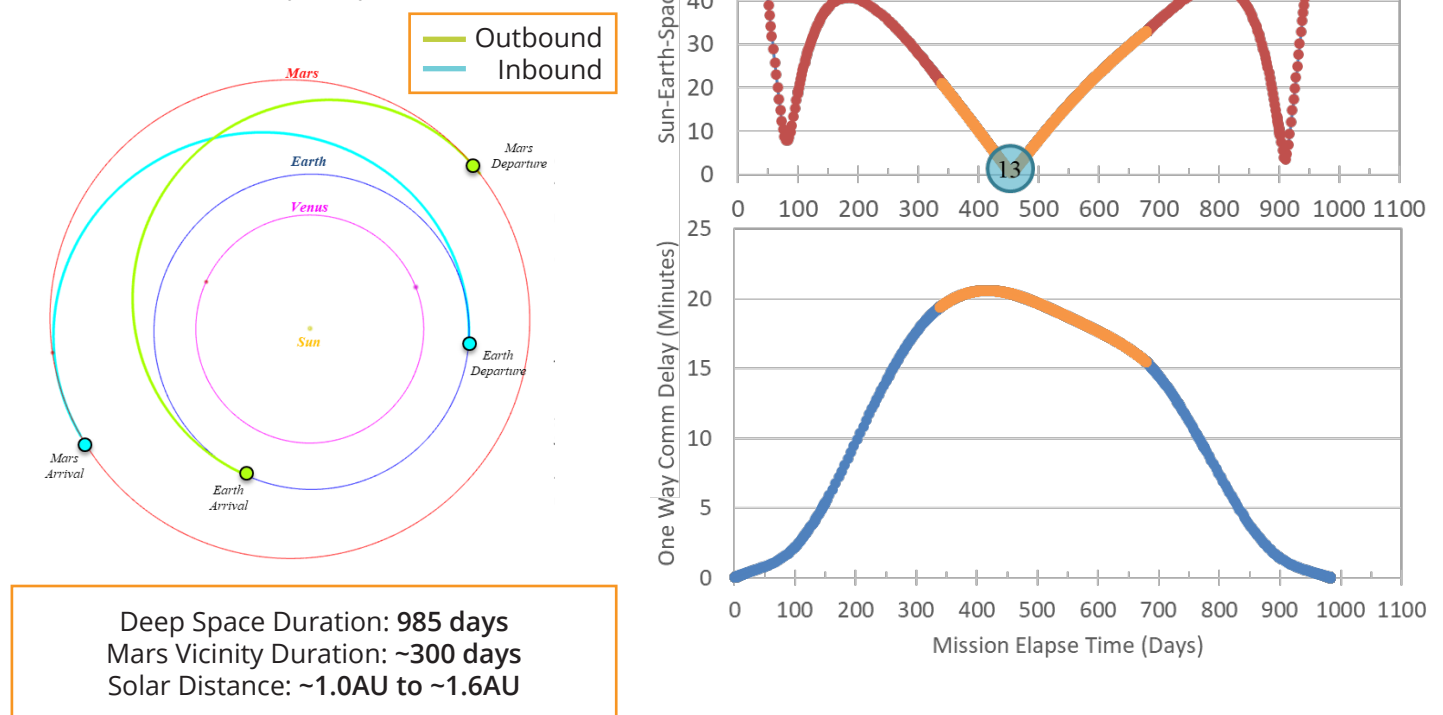 Outbound
Inbound
Mars
Mars
Departure
Earth
Venus
Sun
Earth
Departure
Mars
Arrival
Earth
Arrival
Deep Space Duration: 985 days
Mars Vicinity Duration: ~300 days
Solar Distance: ~1.0AU to ~1.6AU
Sun-Earth-Spac
40
30
20
10
0
13
0 100 200 300 400 500 600 700 800 900 1000 1100
One Way Comm Delay (Minutes)
25
20
15
10
5
0
0 100 200 300 400 500 600 700 800 900 1000 1100
Mission Elapse Time (Days)